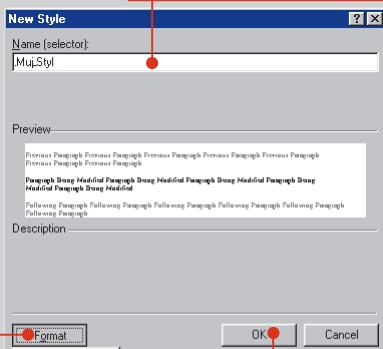 New Style
Name (selector):
.Muj_Styl
Preview
Previous Paragraph Previous Paragraph Previous Paragraph Previous Paragraph Previous Paragraph
Previous Paragraph Previous Paragraph
Paragraph Being Modified Paragraph Being Modified Paragraph Being Modified Paragraph Being
Modified Paragraph Being Modified
Following Paragraph Following Paragraph Following Paragraph Following Paragraph Following Paragraph
Following Paragraph
Description
Format
OK
Cancel